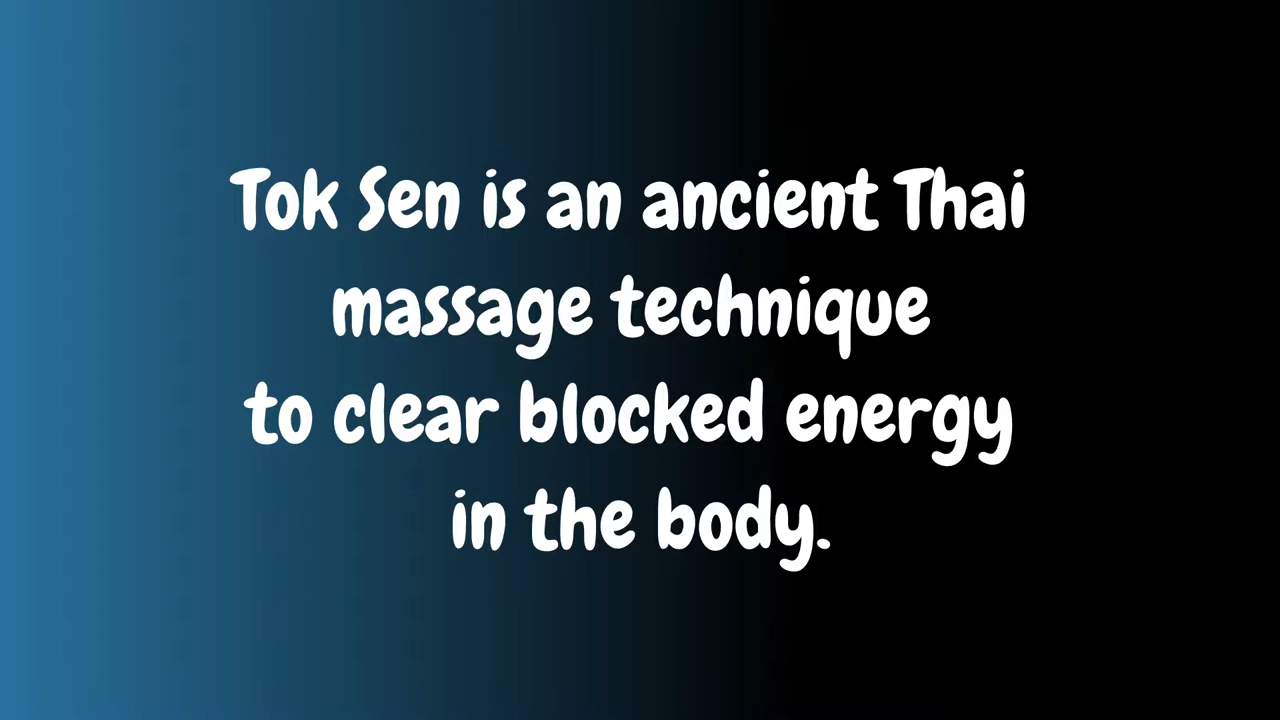 Tok Sen is an ancient Thai
massage technique
to clear blocked energy
in the body.